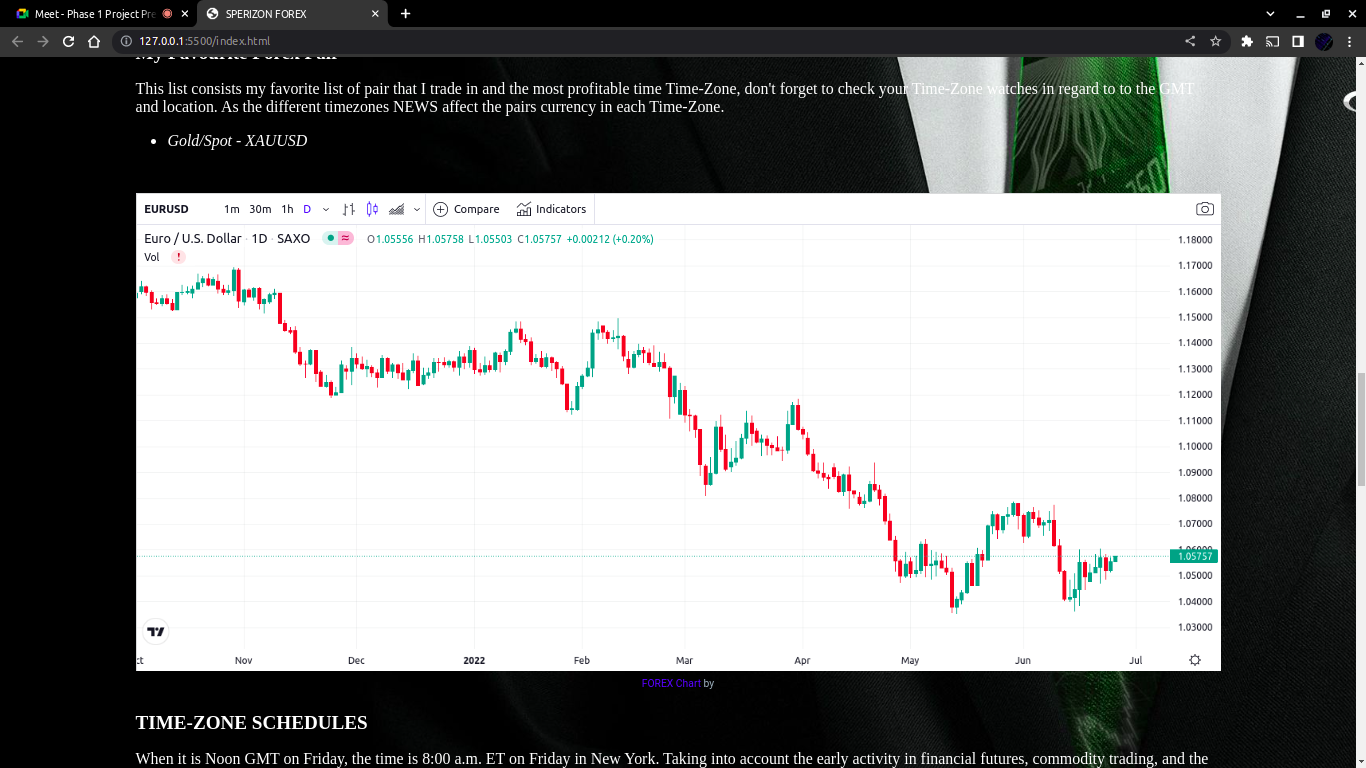 Meet - Phase 1 Project Pre
SPERIZON FOREX
127.0.0.1:5500/index.html
My Favourite Forex Pair
This list consists my favorite list of pair that I trade in and the most profitable time Time-Zone, don't forget to check your Time-Zone watches in regard to to the GMT
and location. As the different timezones NEWS affect the pairs currency in each Time-Zone.
Gold/Spot - XAUUSD
EURUSD 1m 30m 1h D Compare Indicators
Euro / U.S. Dollar · 1D · SAXO O1.05556 H1.05758 L1.05503 C1.05757 +0.00212 (+0.20%)
Vol !
1.18000
1.17000
1.16000
1.15000
1.14000
1.13000
1.12000
1.11000
1.10000
1.09000
1.08000
1.07000
1.06000
1.05757
1.05000
1.04000
1.03000
ct Nov Dec 2022 Feb Mar Apr May Jun Jul
FOREX Chart by
TIME-ZONE SCHEDULES
When it is Noon GMT on Friday, the time is 8:00 a.m. ET on Friday in New York. Taking into account the early activity in financial futures, commodity trading, and the